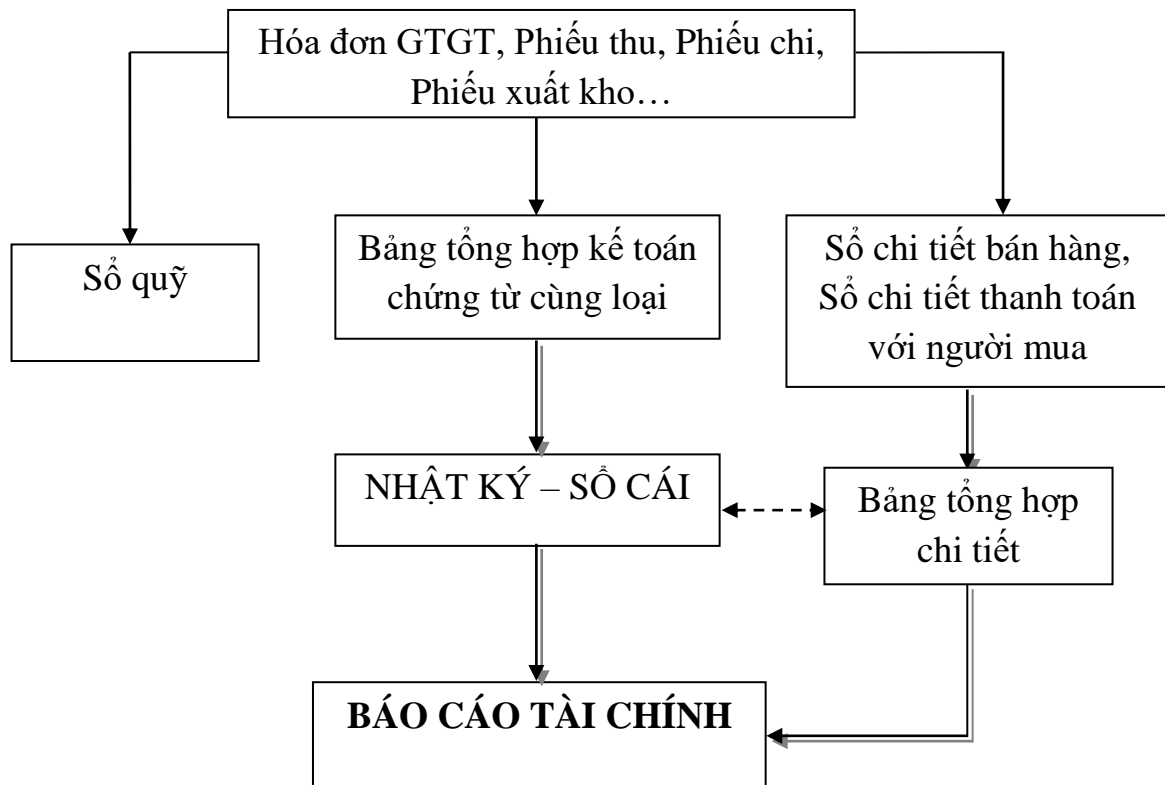 Hóa đơn GTGT, Phiếu thu, Phiếu chi,
Phiếu xuất kho…
Sổ quỹ
Bảng tổng hợp kế toán
chứng từ cùng loại
Sổ chi tiết bán hàng,
Sổ chi tiết thanh toán
với người mua
NHẬT KÝ – SỔ CÁI
Bảng tổng hợp
chi tiết
BÁO CÁO TÀI CHÍNH